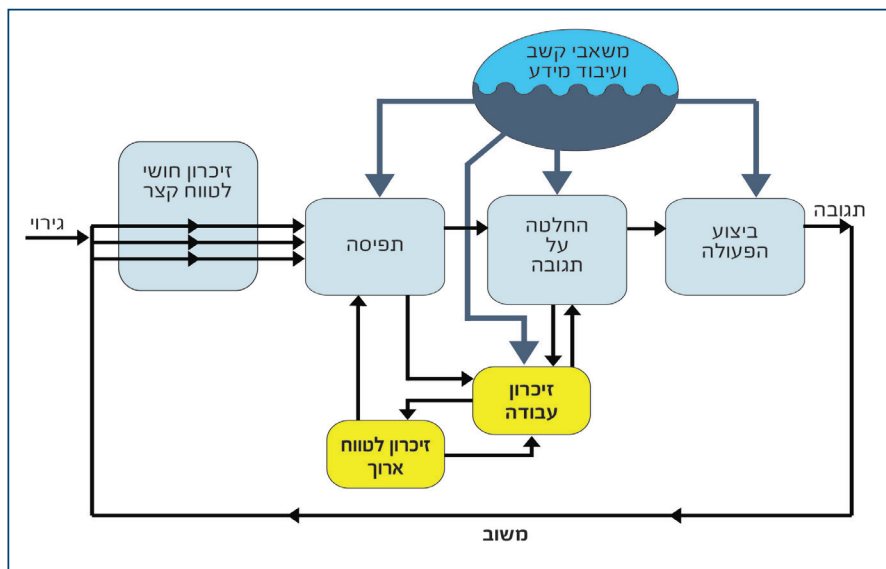 משאבי קשב
ועיבוד מידע
גירוי
זיכרון חושי
לטווח קצר
תפיסה
החלטה
על
תגובה
ביצוע
הפעולה
תגובה
זיכרון
עבודה
זיכרון לטווח
ארוך
משוב